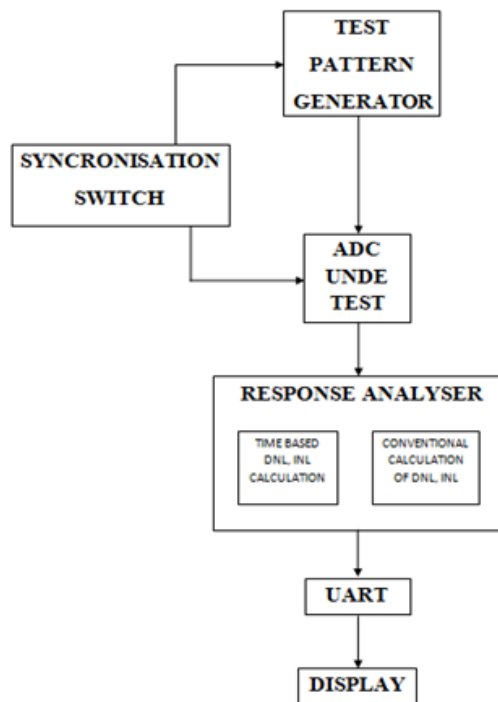 TEST
PATTERN
GENERATOR
SYNCRONISATION
SWITCH
ADC
UNDE
TEST
RESPONSE ANALYSER
TIME BASED
DNL, INL
CALCULATION
CONVENTIONAL
CALCULATION
OF DNL, INL
UART
DISPLAY